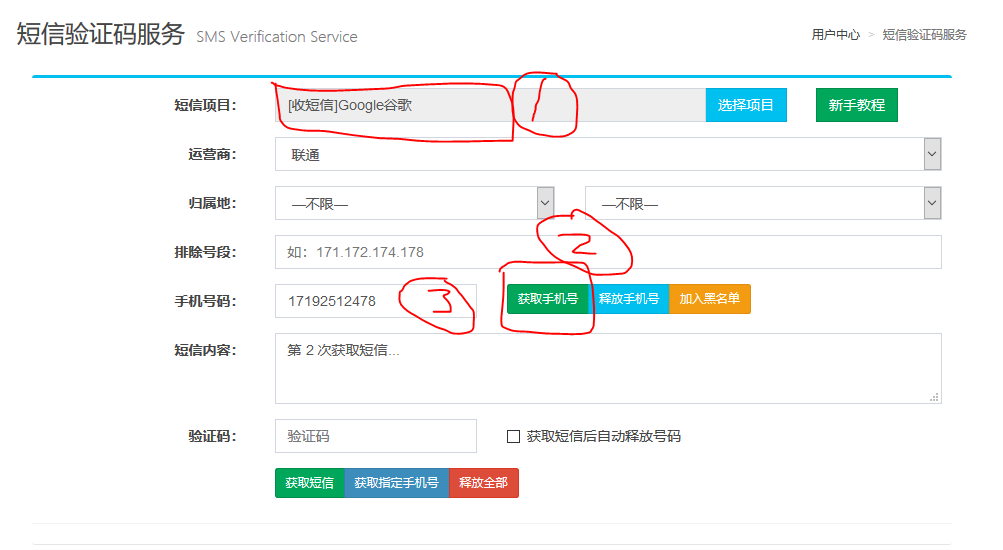 短信验证码服务 SMS Verification Service 用户中心 > 短信验证码服务
短信项目: [收短信]Google谷歌 1 选择项目 新手教程
运营商: 联通
归属地: —不限— —不限—
2
排除号段: 如：171.172.174.178
手机号码: 17192512478 3 获取手机号 释放手机号 加入黑名单
短信内容: 第 2 次获取短信...
验证码: 验证码 获取短信后自动释放号码
获取短信 获取指定手机号 释放全部